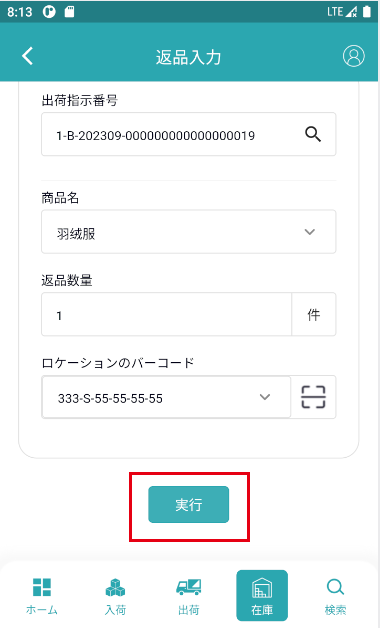 8:13 LTE
返品入力
出荷指示番号
1-B-202309-000000000000000019
商品名
羽绒服
返品数量
1 件
ロケーションのバーコード
333-S-55-55-55-55
実行
ホーム 入荷 出荷 在庫 検索